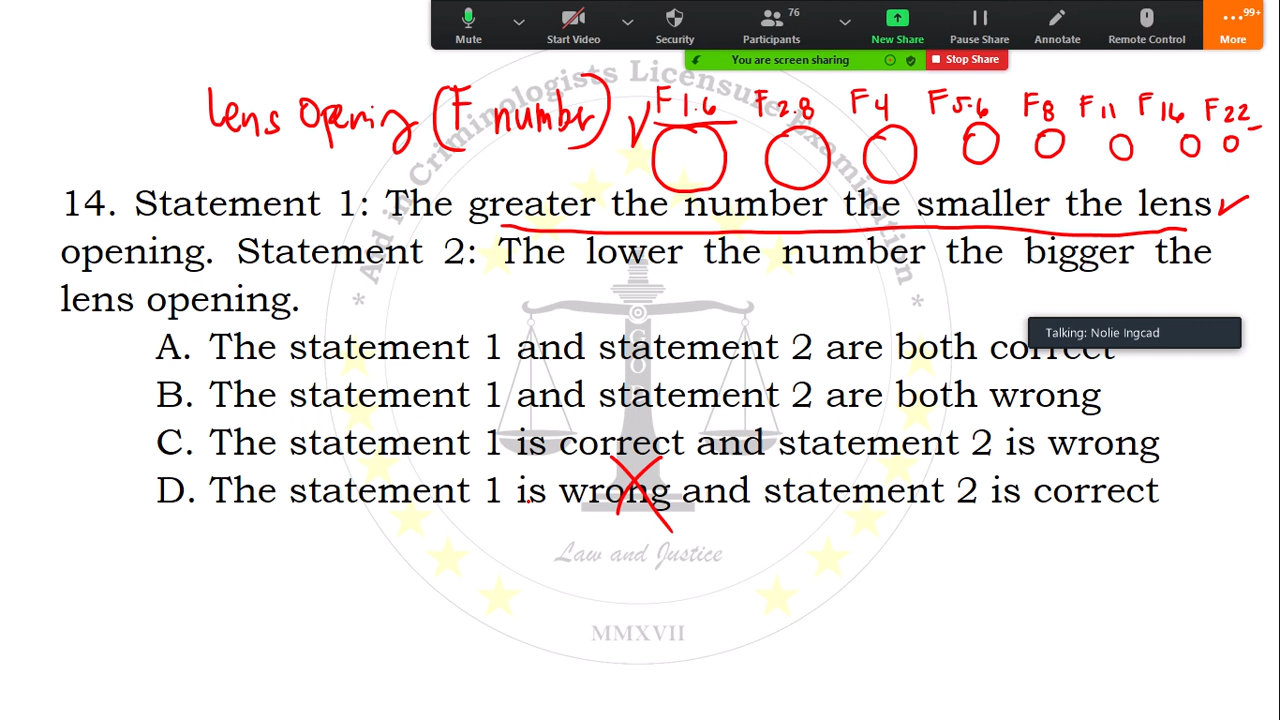 99+
76
Mute Start Video Security Participants New Share Pause Share Annotate Remote Control More
You are screen sharing Stop Share
Lens Opening (F number) F1.6 F2.8 F4 F5.6 F8 F11 F16 F22
14. Statement 1: The greater the number the smaller the lens
opening. Statement 2: The lower the number the bigger the
lens opening.
Talking: Nolie Ingcad
A. The statement 1 and statement 2 are both correct
B. The statement 1 and statement 2 are both wrong
C. The statement 1 is correct and statement 2 is wrong
D. The statement 1 is wrong and statement 2 is correct
Law and Justice
MMXVII